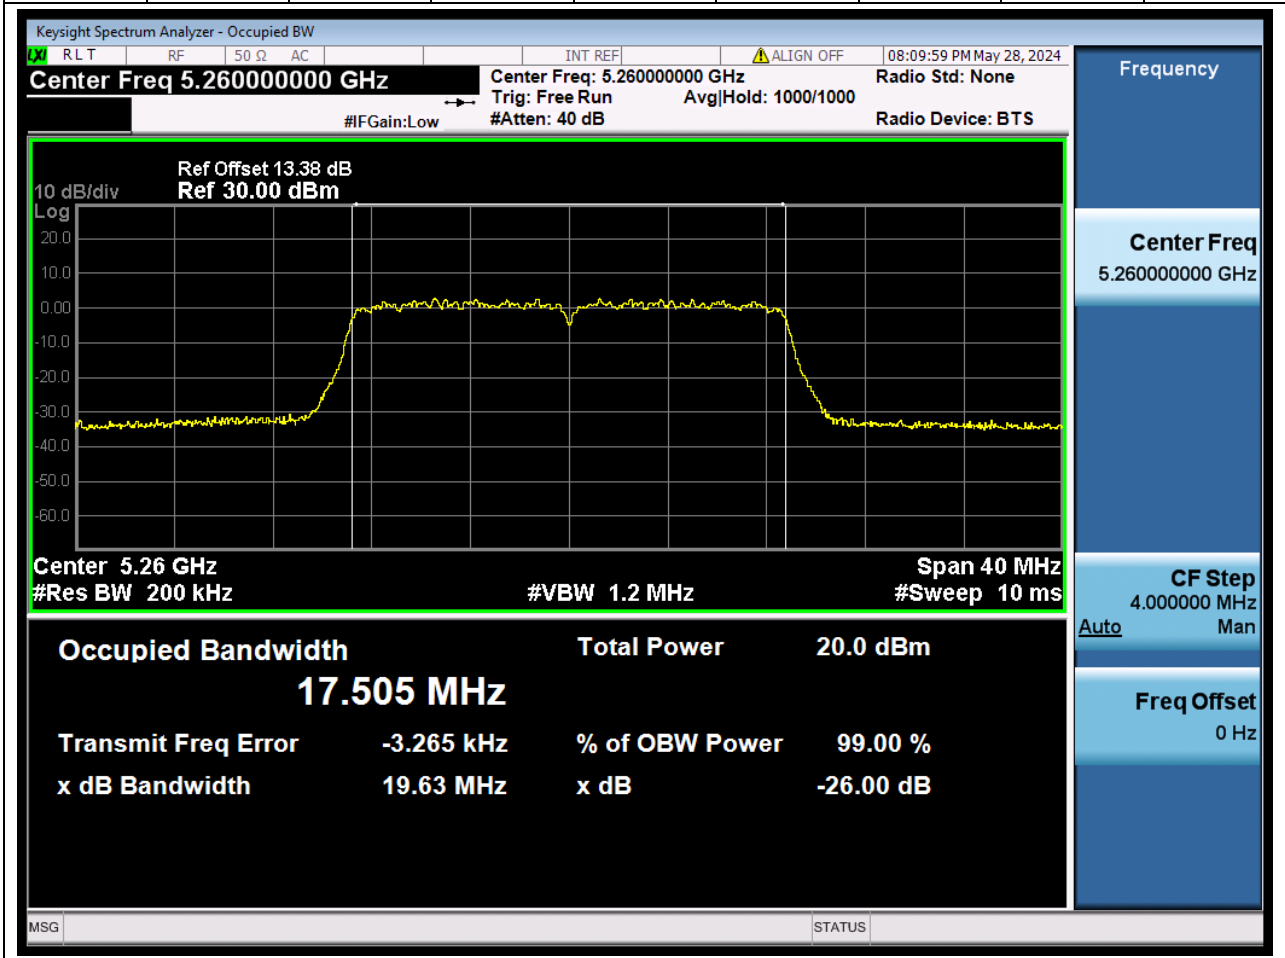 Keysight Spectrum Analyzer - Occupied BW
LXI RLT RF 50 Ω AC INT REF ALIGN OFF 08:09:59 PM May 28, 2024
Center Freq 5.260000000 GHz
Center Freq: 5.260000000 GHz
Radio Std: None
Trig: Free Run Avg|Hold: 1000/1000
#IFGain:Low
#Atten: 40 dB
Radio Device: BTS
Ref Offset 13.38 dB
10 dB/div Ref 30.00 dBm
Log
20.0
10.0
0.00
-10.0
-20.0
-30.0
-40.0
-50.0
-60.0
Center 5.26 GHz Span 40 MHz
#Res BW 200 kHz #VBW 1.2 MHz #Sweep 10 ms
Occupied Bandwidth Total Power 20.0 dBm
17.505 MHz
Transmit Freq Error -3.265 kHz % of OBW Power 99.00 %
x dB Bandwidth 19.63 MHz x dB -26.00 dB
MSG STATUS
Frequency
Center Freq
5.260000000 GHz
CF Step
4.000000 MHz
Auto Man
Freq Offset
0 Hz